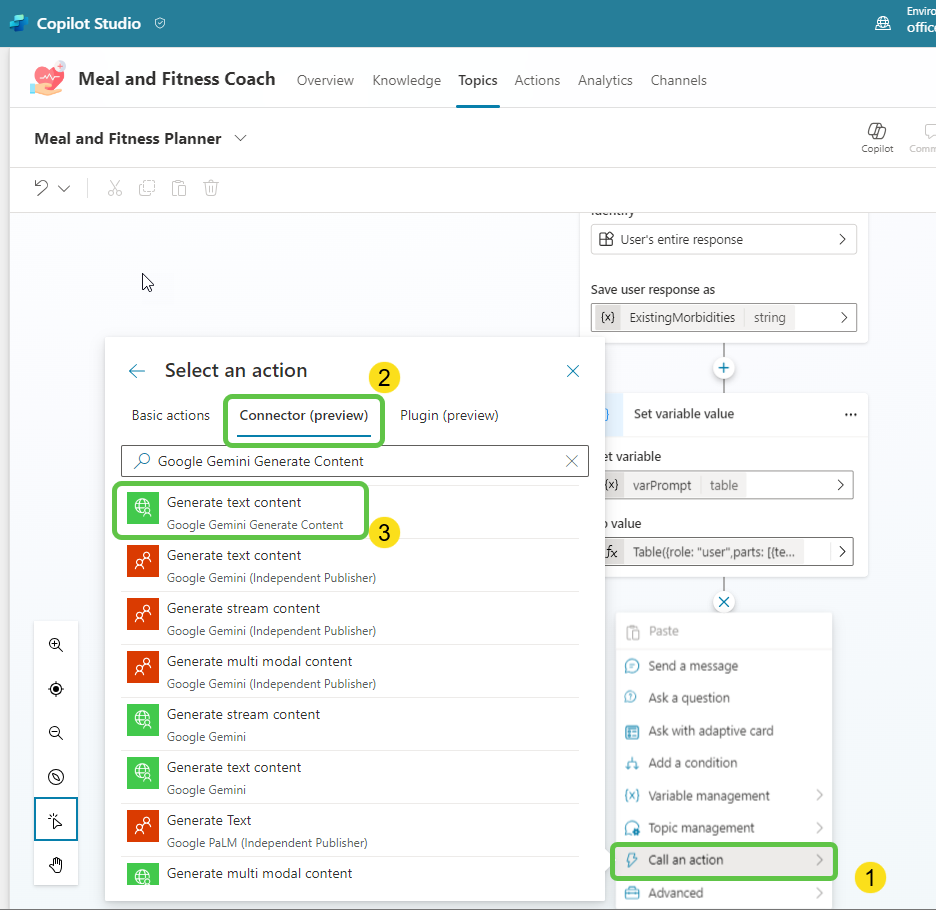 Copilot Studio
Enviro
office
Meal and Fitness Coach
Overview
Knowledge
Topics
Actions
Analytics
Channels
Meal and Fitness Planner
Copilot
Comm
Identify
User's entire response
Save user response as
{x} ExistingMorbidities string
Select an action
2
Basic actions
Connector (preview)
Plugin (preview)
Google Gemini Generate Content
Generate text content
Google Gemini Generate Content
3
Generate text content
Google Gemini (Independent Publisher)
Generate stream content
Google Gemini (Independent Publisher)
Generate multi modal content
Google Gemini (Independent Publisher)
Generate stream content
Google Gemini
Generate text content
Google Gemini
Generate Text
Google PaLM (Independent Publisher)
Generate multi modal content
Set variable value
...
et variable
{x} varPrompt table
o value
fx Table({role: "user",parts: [{te...
Paste
Send a message
Ask a question
Ask with adaptive card
Add a condition
{x} Variable management
Topic management
Call an action
1
Advanced